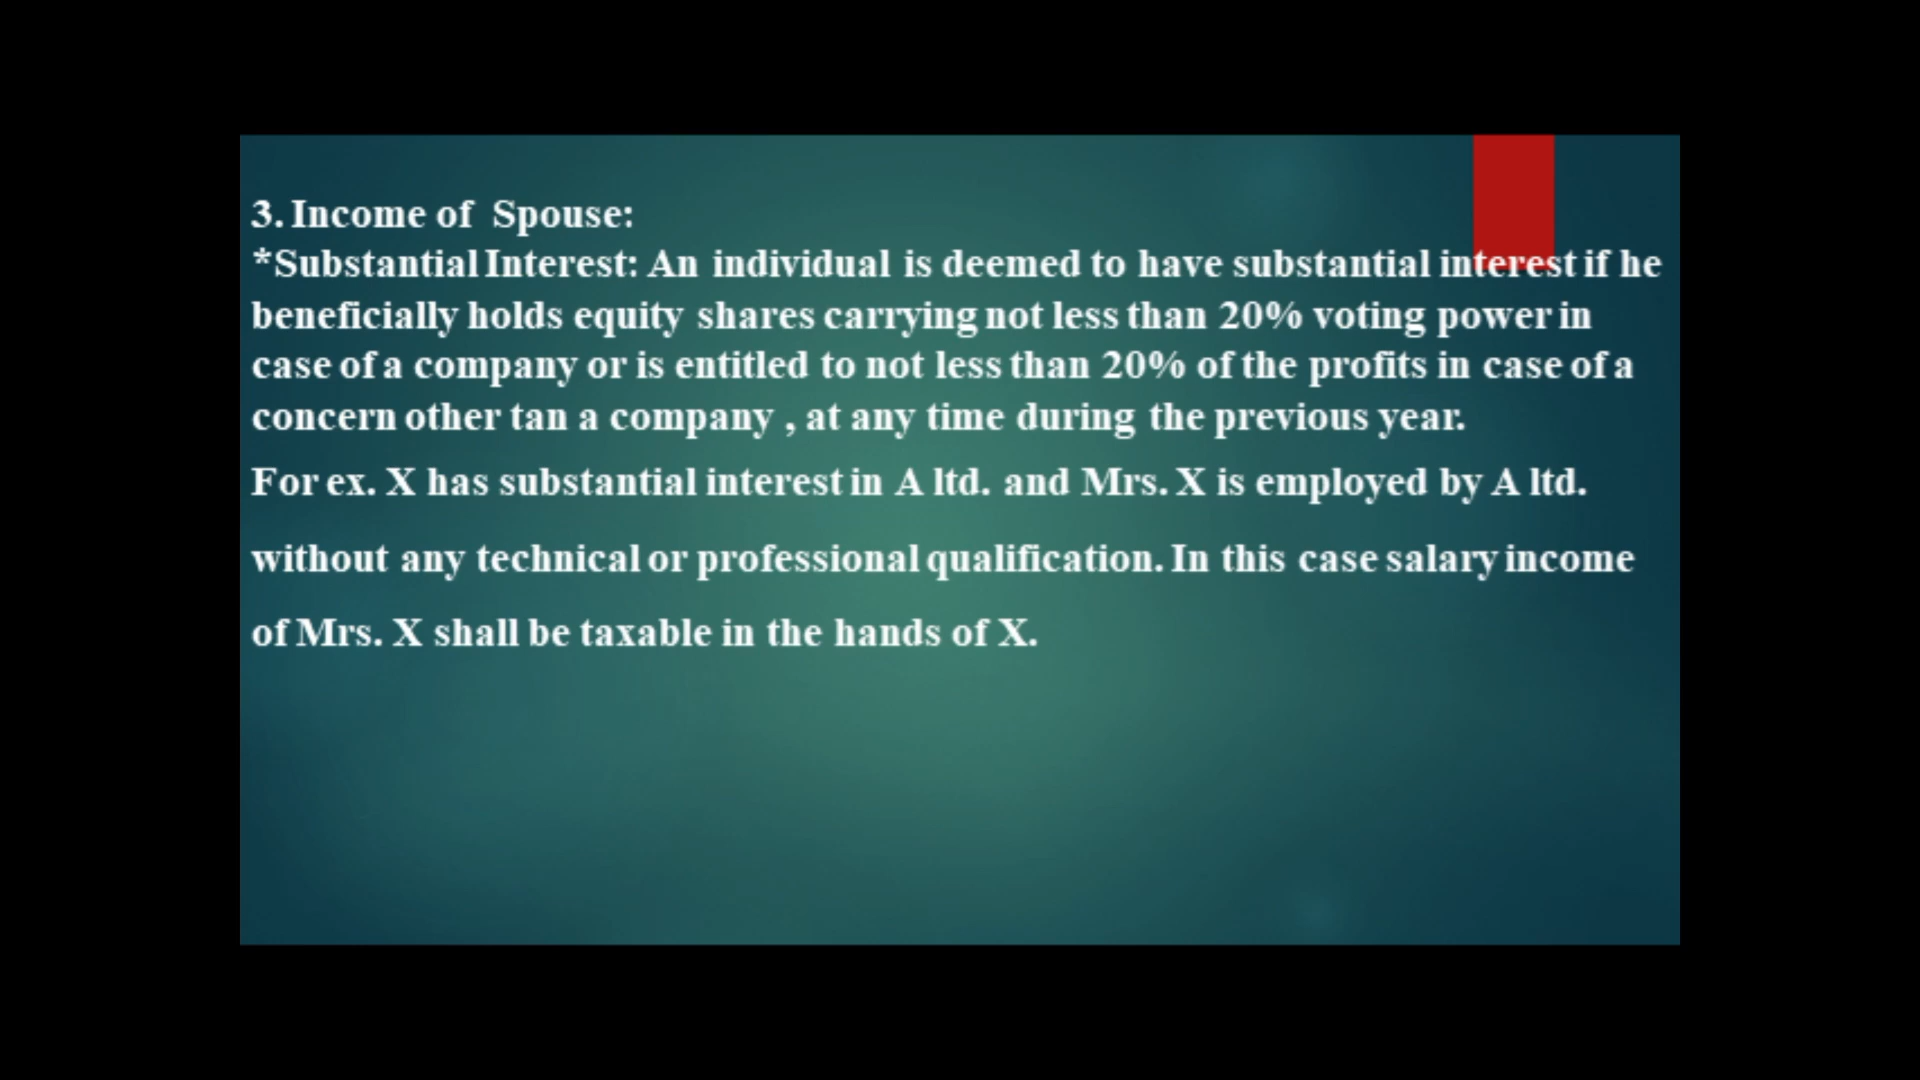 3. Income of Spouse:
*Substantial Interest: An individual is deemed to have substantial interest if he
beneficially holds equity shares carrying not less than 20% voting power in
case of a company or is entitled to not less than 20% of the profits in case of a
concern other tan a company , at any time during the previous year.
For ex. X has substantial interest in A ltd. and Mrs. X is employed by A ltd.
without any technical or professional qualification. In this case salary income
of Mrs. X shall be taxable in the hands of X.